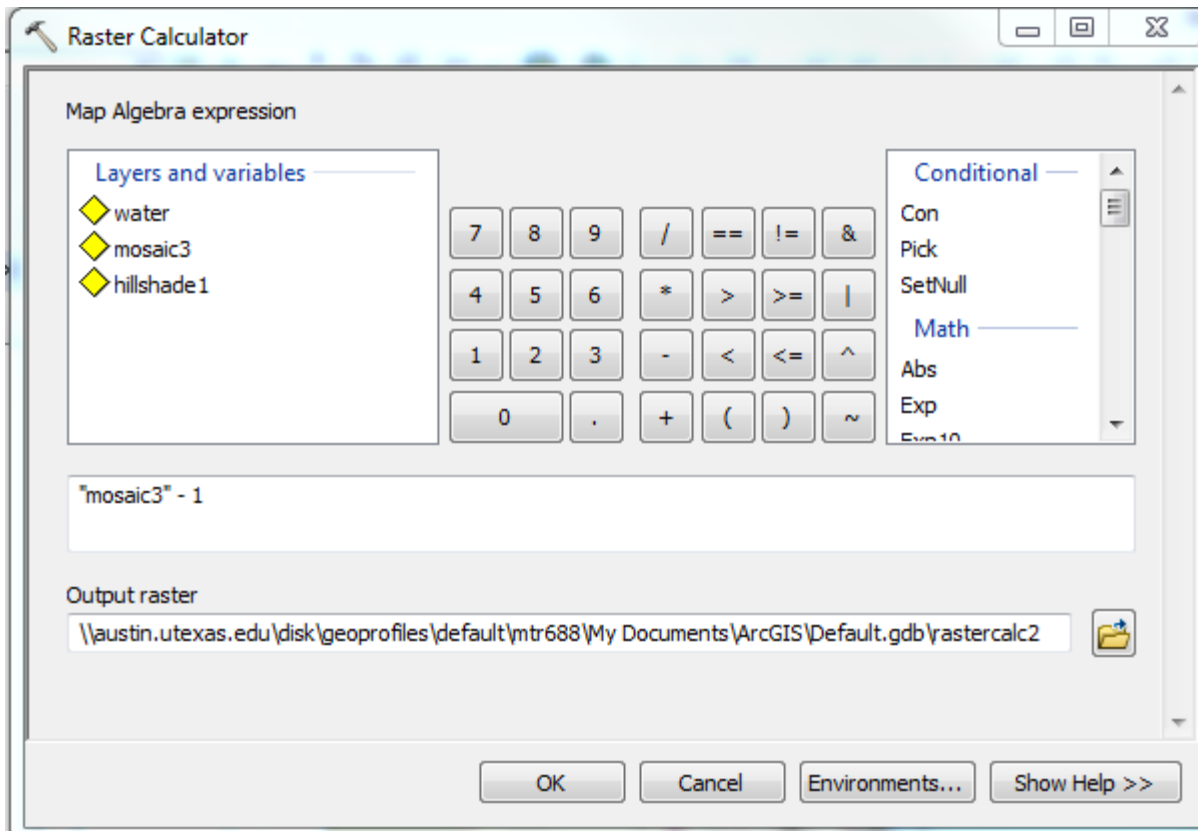 Raster Calculator
Map Algebra expression
Layers and variables
water
mosaic3
hillshade1
7 8 9 / == != &
4 5 6 * > >= |
1 2 3 - < <= ^
0 . + ( ) ~
Conditional
Con
Pick
SetNull
Math
Abs
Exp
Exp10
"mosaic3" - 1
Output raster
\\austin.utexas.edu\disk\geoprofiles\default\mtr688\My Documents\ArcGIS\Default.gdb\rastercalc2
OK Cancel Environments... Show Help >>